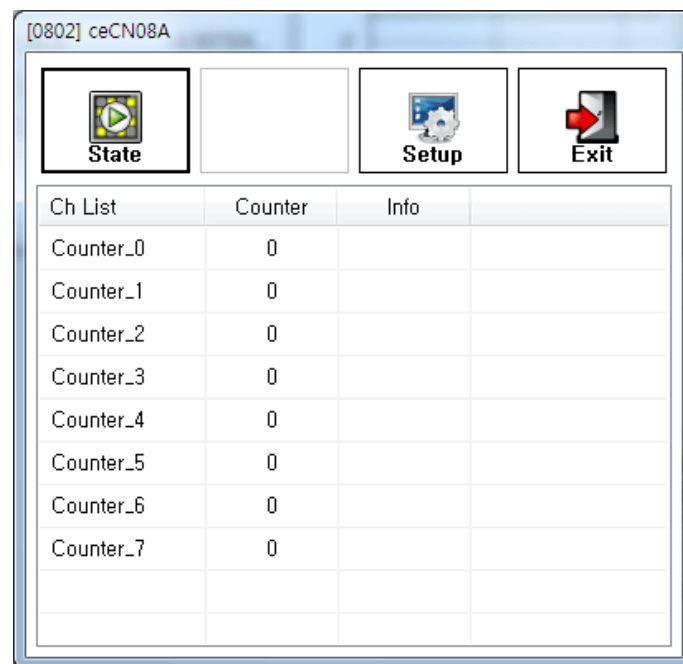 [0802] ceCN08A
State Setup Exit
Ch List Counter Info
Counter_0 0
Counter_1 0
Counter_2 0
Counter_3 0
Counter_4 0
Counter_5 0
Counter_6 0
Counter_7 0